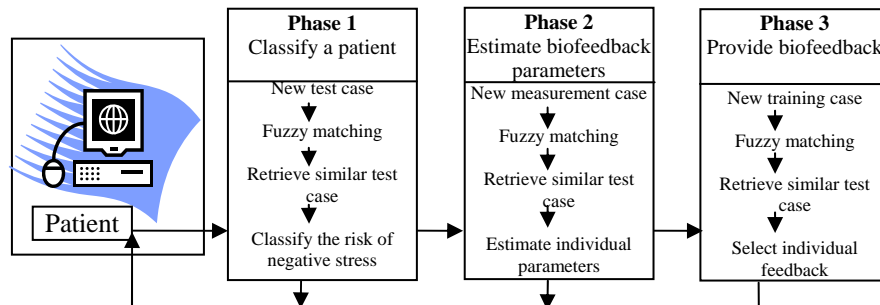 Patient
Phase 1
Classify a patient
New test case
Fuzzy matching
Retrieve similar test
case
Classify the risk of
negative stress
Phase 2
Estimate biofeedback
parameters
New measurement case
Fuzzy matching
Retrieve similar test
case
Estimate individual
parameters
Phase 3
Provide biofeedback
New training case
Fuzzy matching
Retrieve similar test
case
Select individual
feedback